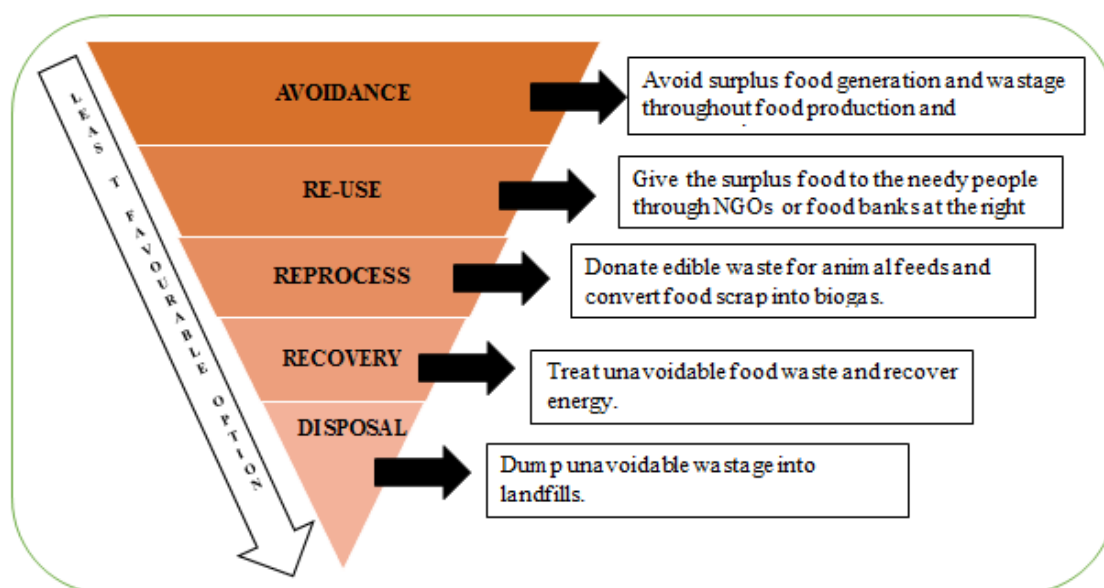 LEAS T FAVOURABLE OPTION
AVOIDANCE
Avoid surplus food generation and wastage
throughout food production and
RE-USE
Give the surplus food to the needy people
through NGOs or food banks at the right
REPROCESS
Donate edible waste for animal feeds and
convert food scrap into biogas.
RECOVERY
Treat unavoidable food waste and recover
energy.
DISPOSAL
Dump unavoidable wastage into
landfills.